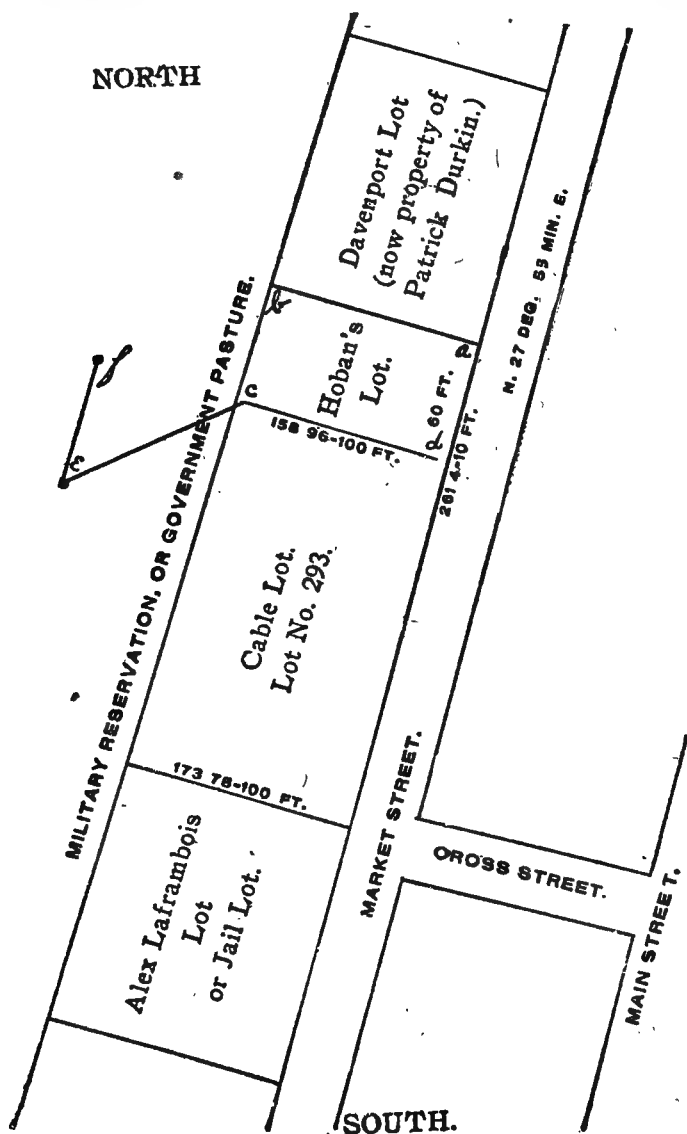 NORTH
Davenport Lot
(now property of
Patrick Durkin.)
N. 27 DEG. 53 MIN. E.
MILITARY RESERVATION, OR GOVERNMENT PASTURE.
Hoban's
Lot.
60 FT.
158 96-100 FT.
261 4-10 FT.
C
Cable Lot.
Lot No. 293.
173 78-100 FT.
MARKET STREET.
CROSS STREET.
Alex Laframbois
Lot
or Jail Lot.
MAIN STREET.
SOUTH.